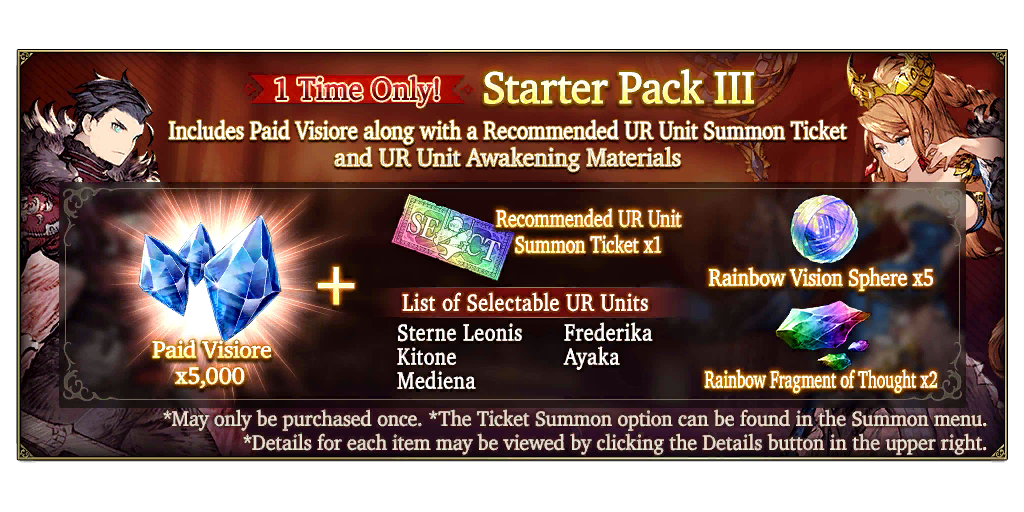 1 Time Only! Starter Pack III
Includes Paid Visiore along with a Recommended UR Unit Summon Ticket
and UR Unit Awakening Materials
SELECT
Recommended UR Unit
Summon Ticket x1
Rainbow Vision Sphere x5
List of Selectable UR Units
Sterne Leonis
Frederika
Kitone
Ayaka
Mediena
Paid Visiore
+
x5,000
Rainbow Fragment of Thought x2
*May only be purchased once. *The Ticket Summon option can be found in the Summon menu.
*Details for each item may be viewed by clicking the Details button in the upper right.